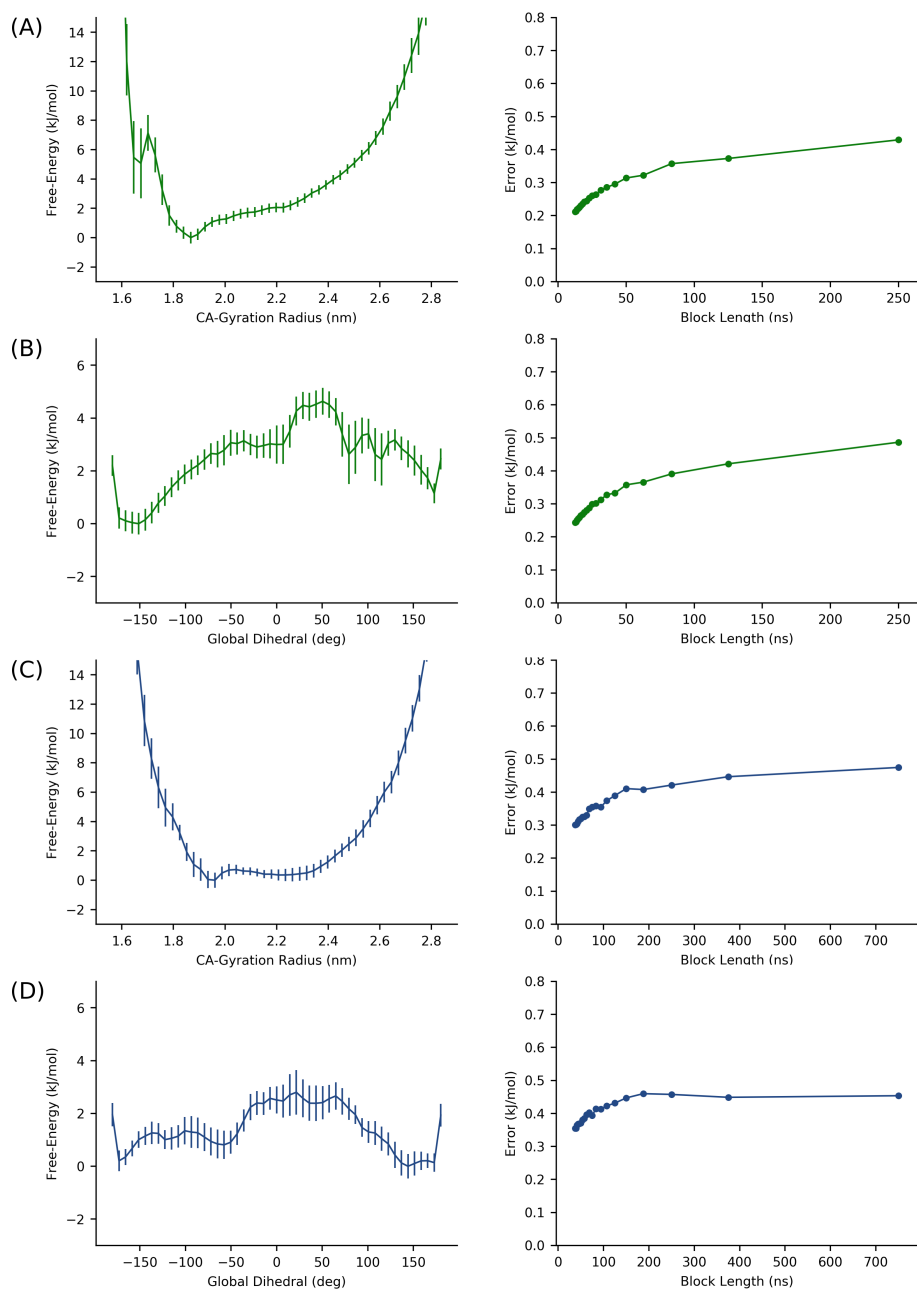 (A)
Free-Energy (kJ/mol)
14
12
10
8
6
4
2
0
−2
1.6 1.8 2.0 2.2 2.4 2.6 2.8
CA-Gyration Radius (nm)
Error (kJ/mol)
0.8
0.7
0.6
0.5
0.4
0.3
0.2
0.1
0.0
0 50 100 150 200 250
Block Length (ns)
(B)
Free-Energy (kJ/mol)
6
4
2
0
−2
−150 −100 −50 0 50 100 150
Global Dihedral (deg)
Error (kJ/mol)
0.8
0.7
0.6
0.5
0.4
0.3
0.2
0.1
0.0
0 50 100 150 200 250
Block Length (ns)
(C)
Free-Energy (kJ/mol)
14
12
10
8
6
4
2
0
−2
1.6 1.8 2.0 2.2 2.4 2.6 2.8
CA-Gyration Radius (nm)
Error (kJ/mol)
0.8
0.7
0.6
0.5
0.4
0.3
0.2
0.1
0.0
0 100 200 300 400 500 600 700
Block Length (ns)
(D)
Free-Energy (kJ/mol)
6
4
2
0
−2
−150 −100 −50 0 50 100 150
Global Dihedral (deg)
Error (kJ/mol)
0.8
0.7
0.6
0.5
0.4
0.3
0.2
0.1
0.0
0 100 200 300 400 500 600 700
Block Length (ns)